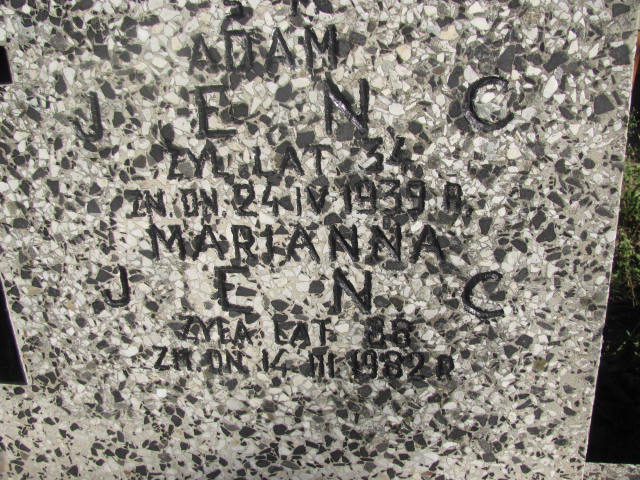 ADAM
JENC
ŻYŁ LAT 34
ZM. DN. 24 IV 1939 R.
MARIANNA
JENC
ŻYŁA LAT 88
ZM. DN. 14 III 1982 R